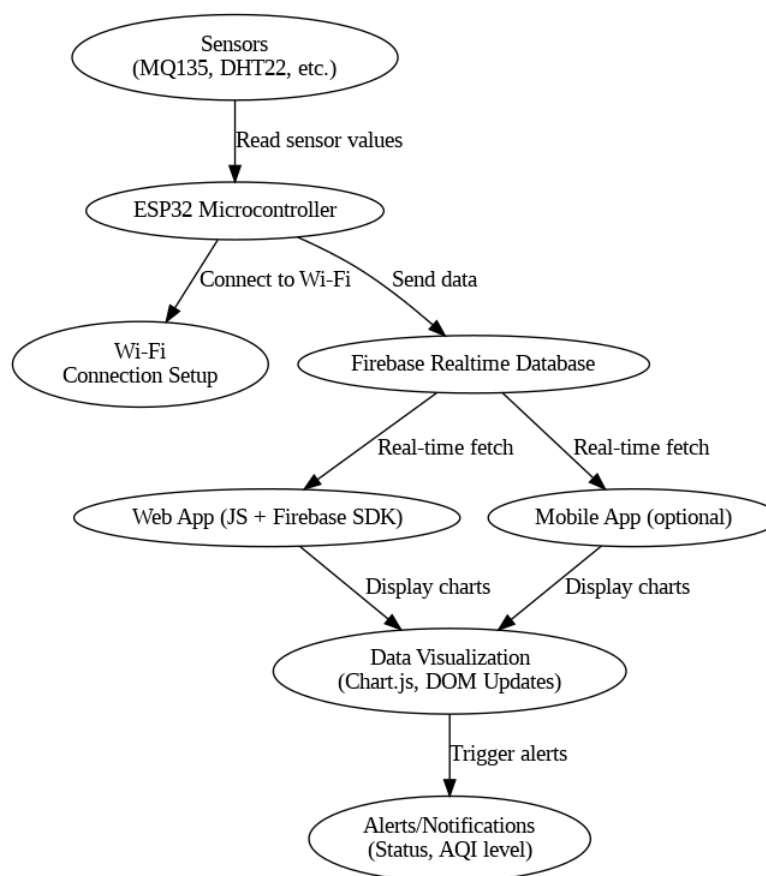 Sensors
(MQ135, DHT22, etc.)
Read sensor values
ESP32 Microcontroller
Connect to Wi-Fi
Send data
Wi-Fi
Connection Setup
Firebase Realtime Database
Real-time fetch
Real-time fetch
Web App (JS + Firebase SDK)
Mobile App (optional)
Display charts
Display charts
Data Visualization
(Chart.js, DOM Updates)
Trigger alerts
Alerts/Notifications
(Status, AQI level)